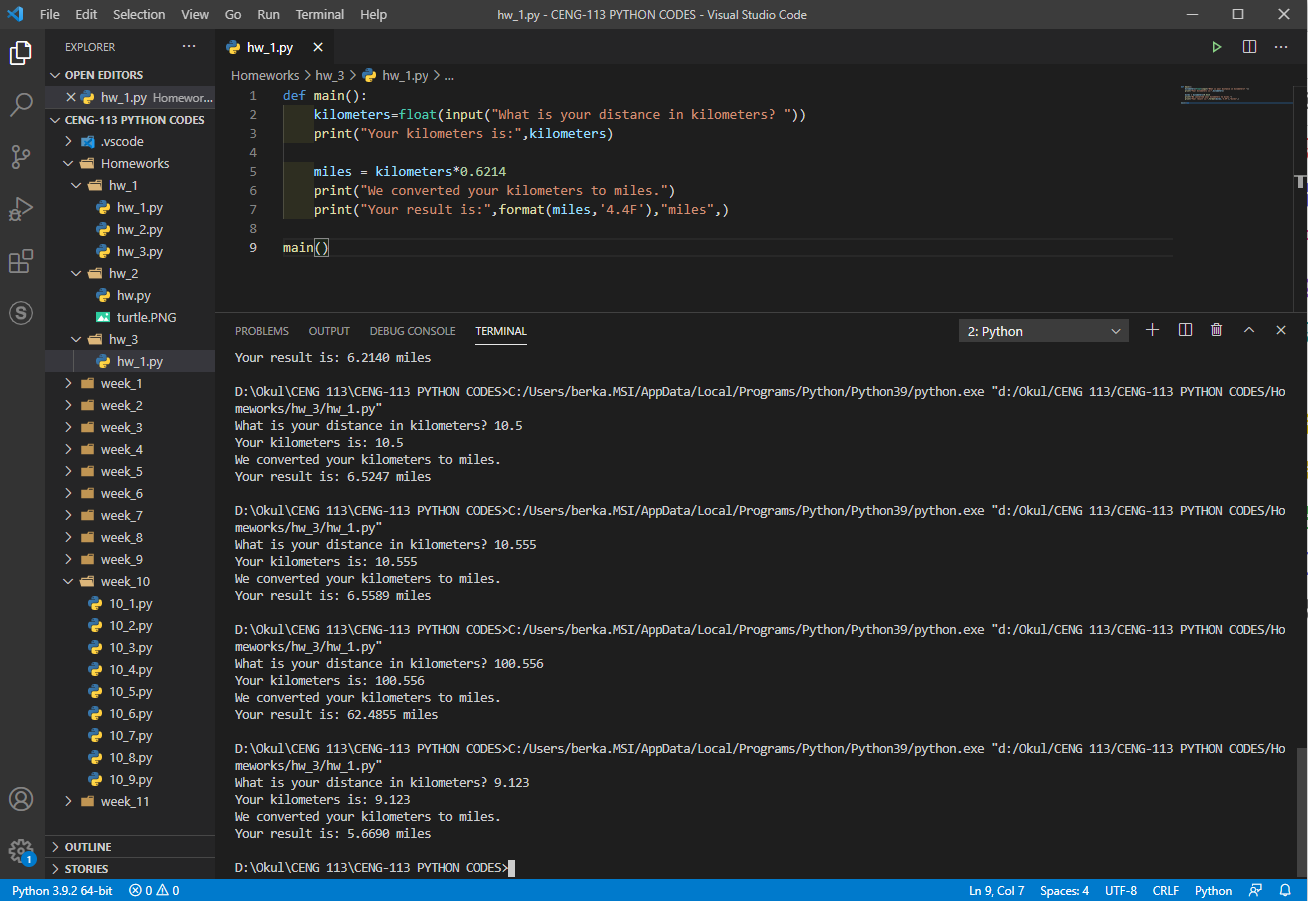 File Edit Selection View Go Run Terminal Help hw_1.py - CENG-113 PYTHON CODES - Visual Studio Code
EXPLORER
OPEN EDITORS
hw_1.py Homewor...
CENG-113 PYTHON CODES
.vscode
Homeworks
hw_1
hw_1.py
hw_2.py
hw_3.py
hw_2
hw.py
turtle.PNG
hw_3
hw_1.py
week_1
week_2
week_3
week_4
week_5
week_6
week_7
week_8
week_9
week_10
10_1.py
10_2.py
10_3.py
10_4.py
10_5.py
10_6.py
10_7.py
10_8.py
10_9.py
week_11
OUTLINE
STORIES
hw_1.py
Homeworks > hw_3 > hw_1.py > ...
1 def main():
2 kilometers=float(input("What is your distance in kilometers? "))
3 print("Your kilometers is:",kilometers)
4
5 miles = kilometers*0.6214
6 print("We converted your kilometers to miles.")
7 print("Your result is:",format(miles,'4.4F'),"miles",)
8
9 main()
PROBLEMS OUTPUT DEBUG CONSOLE TERMINAL 2: Python
Your result is: 6.2140 miles
D:\Okul\CENG 113\CENG-113 PYTHON CODES>C:/Users/berka.MSI/AppData/Local/Programs/Python/Python39/python.exe "d:/Okul/CENG 113/CENG-113 PYTHON CODES/Ho
meworks/hw_3/hw_1.py"
What is your distance in kilometers? 10.5
Your kilometers is: 10.5
We converted your kilometers to miles.
Your result is: 6.5247 miles
D:\Okul\CENG 113\CENG-113 PYTHON CODES>C:/Users/berka.MSI/AppData/Local/Programs/Python/Python39/python.exe "d:/Okul/CENG 113/CENG-113 PYTHON CODES/Ho
meworks/hw_3/hw_1.py"
What is your distance in kilometers? 10.555
Your kilometers is: 10.555
We converted your kilometers to miles.
Your result is: 6.5589 miles
D:\Okul\CENG 113\CENG-113 PYTHON CODES>C:/Users/berka.MSI/AppData/Local/Programs/Python/Python39/python.exe "d:/Okul/CENG 113/CENG-113 PYTHON CODES/Ho
meworks/hw_3/hw_1.py"
What is your distance in kilometers? 100.556
Your kilometers is: 100.556
We converted your kilometers to miles.
Your result is: 62.4855 miles
D:\Okul\CENG 113\CENG-113 PYTHON CODES>C:/Users/berka.MSI/AppData/Local/Programs/Python/Python39/python.exe "d:/Okul/CENG 113/CENG-113 PYTHON CODES/Ho
meworks/hw_3/hw_1.py"
What is your distance in kilometers? 9.123
Your kilometers is: 9.123
We converted your kilometers to miles.
Your result is: 5.6690 miles
D:\Okul\CENG 113\CENG-113 PYTHON CODES>
S
1
Python 3.9.2 64-bit 0 0 Ln 9, Col 7 Spaces: 4 UTF-8 CRLF Python